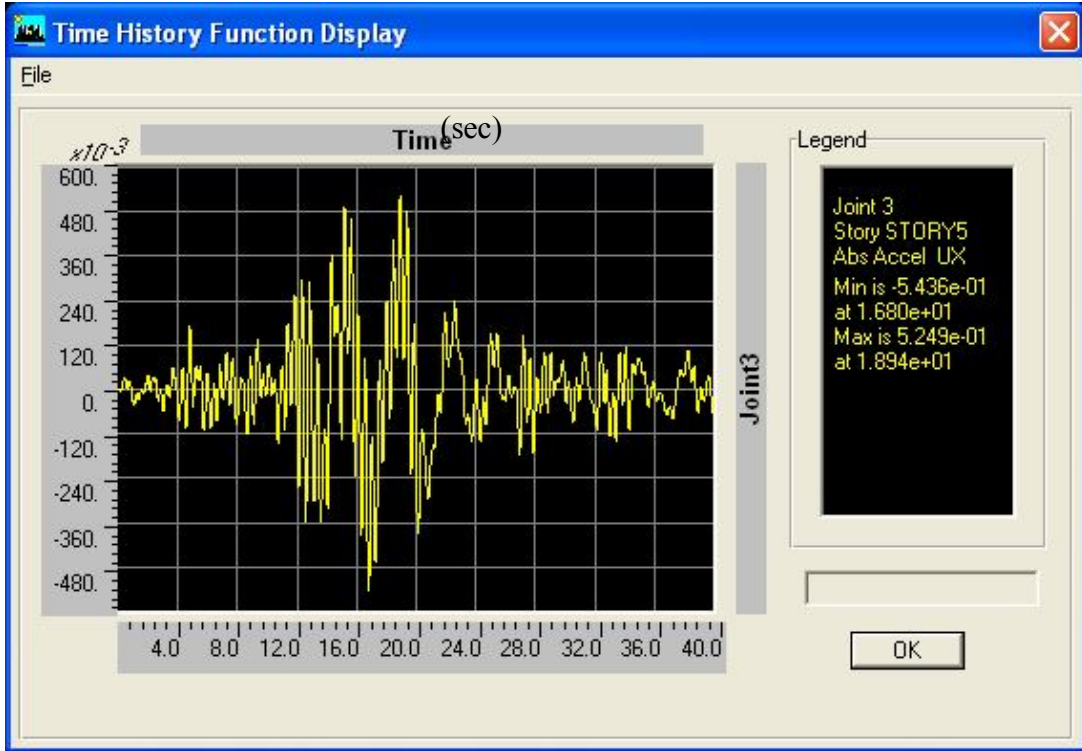 Time History Function Display
File
Time (sec)
x10-3
600.
480.
360.
240.
120.
0.
-120.
-240.
-360.
-480.
4.0 8.0 12.0 16.0 20.0 24.0 28.0 32.0 36.0 40.0
Joint3
Legend
Joint 3
Story STORY5
Abs Accel UX
Min is -5.436e-01
at 1.680e+01
Max is 5.249e-01
at 1.894e+01
OK